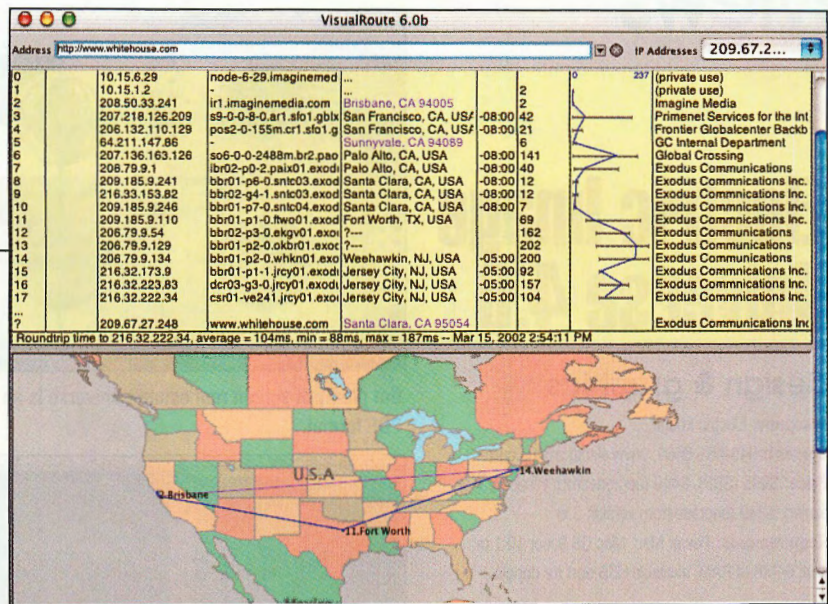 VisualRoute 6.0b
Address http://www.whitehouse.com IP Addresses 209.67.2...
0 237
0 10.15.6.29 node-6-29.imaginemed ... (private use)
1 10.15.1.2 - ... 2 (private use)
2 208.50.33.241 ir1.imaginemedia.com Brisbane, CA 94005 2 Imagine Media
3 207.218.126.209 s9-0-0-8-0.ar1.sfo1.gblx San Francisco, CA, USA -08:00 42 Primenet Services for the Int
4 206.132.110.129 pos2-0-155m.cr1.sfo1.g San Francisco, CA, USA -08:00 21 Frontier Globalcenter Backb
5 64.211.147.86 - Sunnyvale, CA 94089 6 GC Internal Department
6 207.136.163.126 so6-0-0-2488m.br2.pao Palo Alto, CA, USA -08:00 141 Global Crossing
7 206.79.9.1 ibr02-p0-2.paix01.exod Palo Alto, CA, USA -08:00 40 Exodus Communications
8 209.185.9.241 bbr01-p6-0.sntc03.exod Santa Clara, CA, USA -08:00 12 Exodus Commnications Inc.
9 216.33.153.82 bbr02-g4-1.sntc03.exod Santa Clara, CA, USA -08:00 12 Exodus Commnications Inc.
10 209.185.9.246 bbr01-p7-0.sntc04.exod Santa Clara, CA, USA -08:00 7 Exodus Commnications Inc.
11 209.185.9.110 bbr01-p1-0.ftwo01.exod Fort Worth, TX, USA 69 Exodus Commnications Inc.
12 206.79.9.54 bbr02-p3-0.ekgv01.exo ?--- 162 Exodus Communications
13 206.79.9.129 bbr01-p2-0.okbr01.exo ?--- 202 Exodus Communications
14 206.79.9.134 bbr01-p2-0.whkn01.exo Weehawkin, NJ, USA -05:00 200 Exodus Communications
15 216.32.173.9 bbr01-p1-1.jrcy01.exod Jersey City, NJ, USA -05:00 92 Exodus Commnications Inc.
16 216.32.223.83 dcr03-g3-0.jrcy01.exod Jersey City, NJ, USA -05:00 157 Exodus Commnications Inc.
17 216.32.222.34 csr01-ve241.jrcy01.exo Jersey City, NJ, USA -05:00 104 Exodus Commnications Inc.
...
? 209.67.27.248 www.whitehouse.com Santa Clara, CA 95054 Exodus Commnications Inc
Roundtrip time to 216.32.222.34, average = 104ms, min = 88ms, max = 187ms -- Mar 15, 2002 2:54:11 PM
U.S.A
14.Weehawkin
2.Brisbane
11.Fort Worth
Mexico